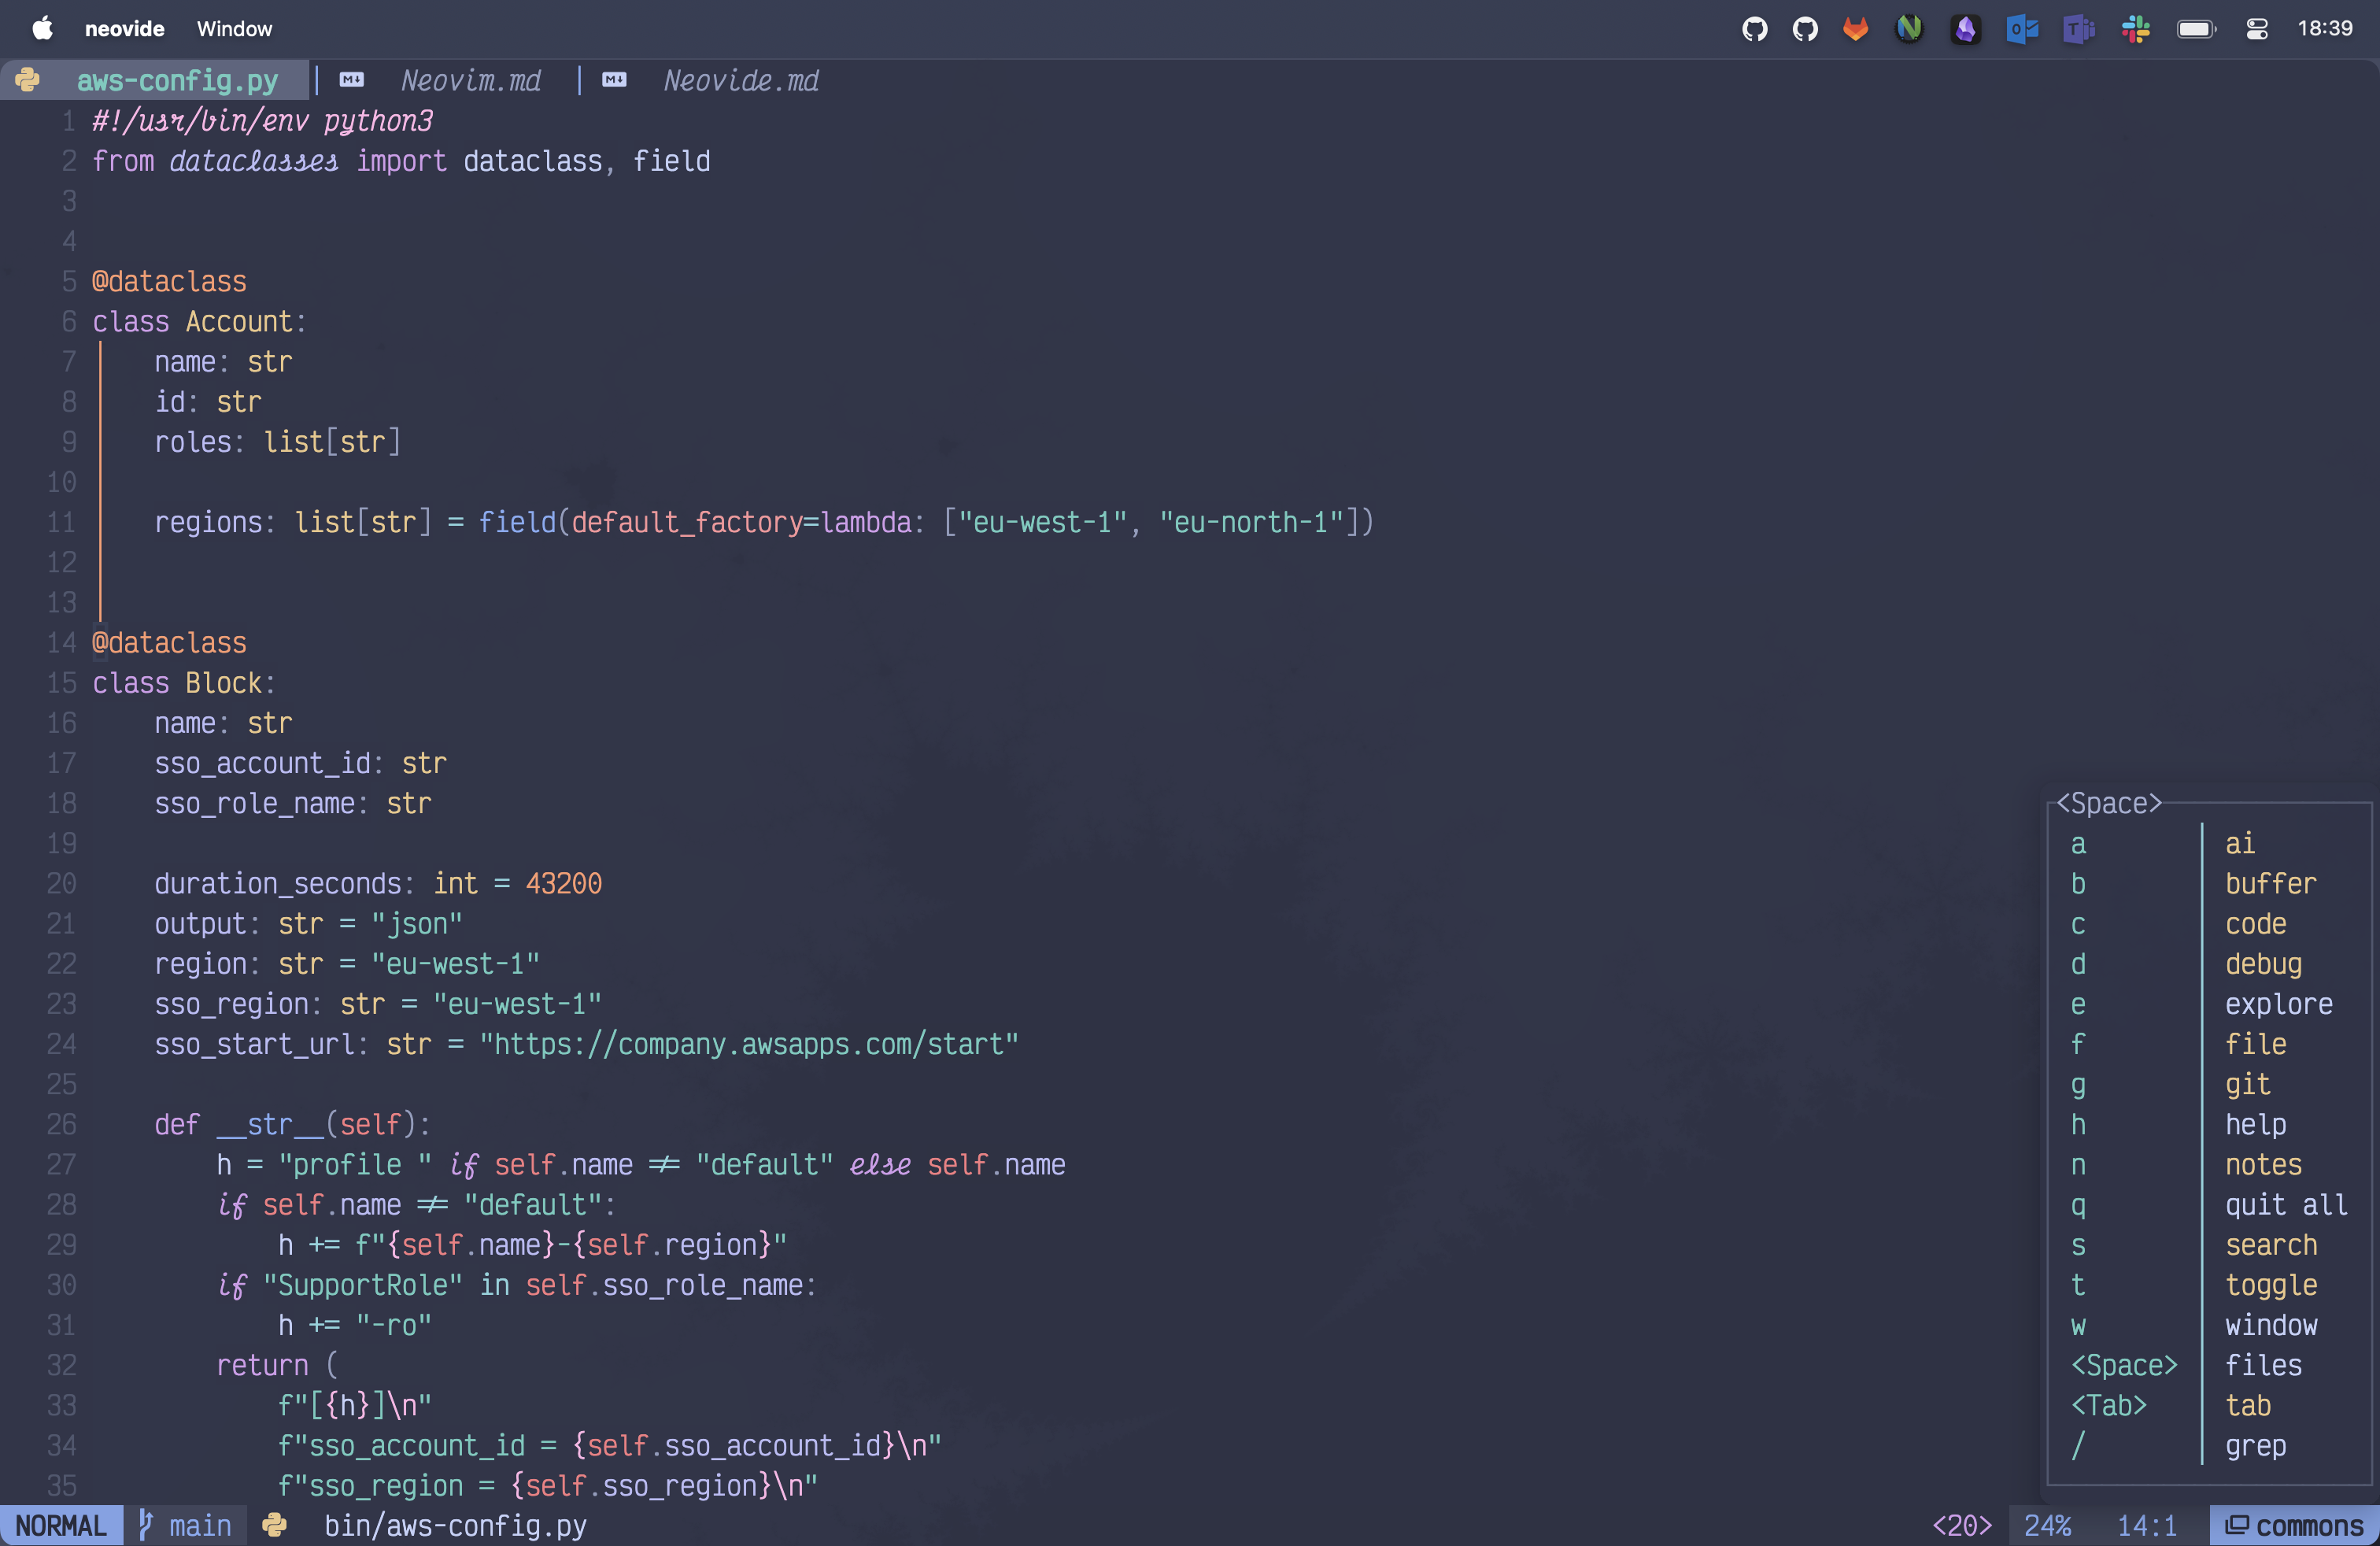 neovide Window 18:39
aws-config.py Neovim.md Neovide.md
1 #!/usr/bin/env python3
2 from dataclasses import dataclass, field
3
4
5 @dataclass
6 class Account:
7     name: str
8     id: str
9     roles: list[str]
10
11     regions: list[str] = field(default_factory=lambda: ["eu-west-1", "eu-north-1"])
12
13
14 @dataclass
15 class Block:
16     name: str
17     sso_account_id: str
18     sso_role_name: str
19
20     duration_seconds: int = 43200
21     output: str = "json"
22     region: str = "eu-west-1"
23     sso_region: str = "eu-west-1"
24     sso_start_url: str = "https://company.awsapps.com/start"
25
26     def __str__(self):
27         h = "profile " if self.name != "default" else self.name
28         if self.name != "default":
29             h += f"{self.name}-{self.region}"
30         if "SupportRole" in self.sso_role_name:
31             h += "-ro"
32         return (
33             f"[{h}]\n"
34             f"sso_account_id = {self.sso_account_id}\n"
35             f"sso_region = {self.sso_region}\n"
<Space>
a ai
b buffer
c code
d debug
e explore
f file
g git
h help
n notes
q quit all
s search
t toggle
w window
<Space> files
<Tab> tab
/ grep
NORMAL main bin/aws-config.py <20> 24% 14:1 commons